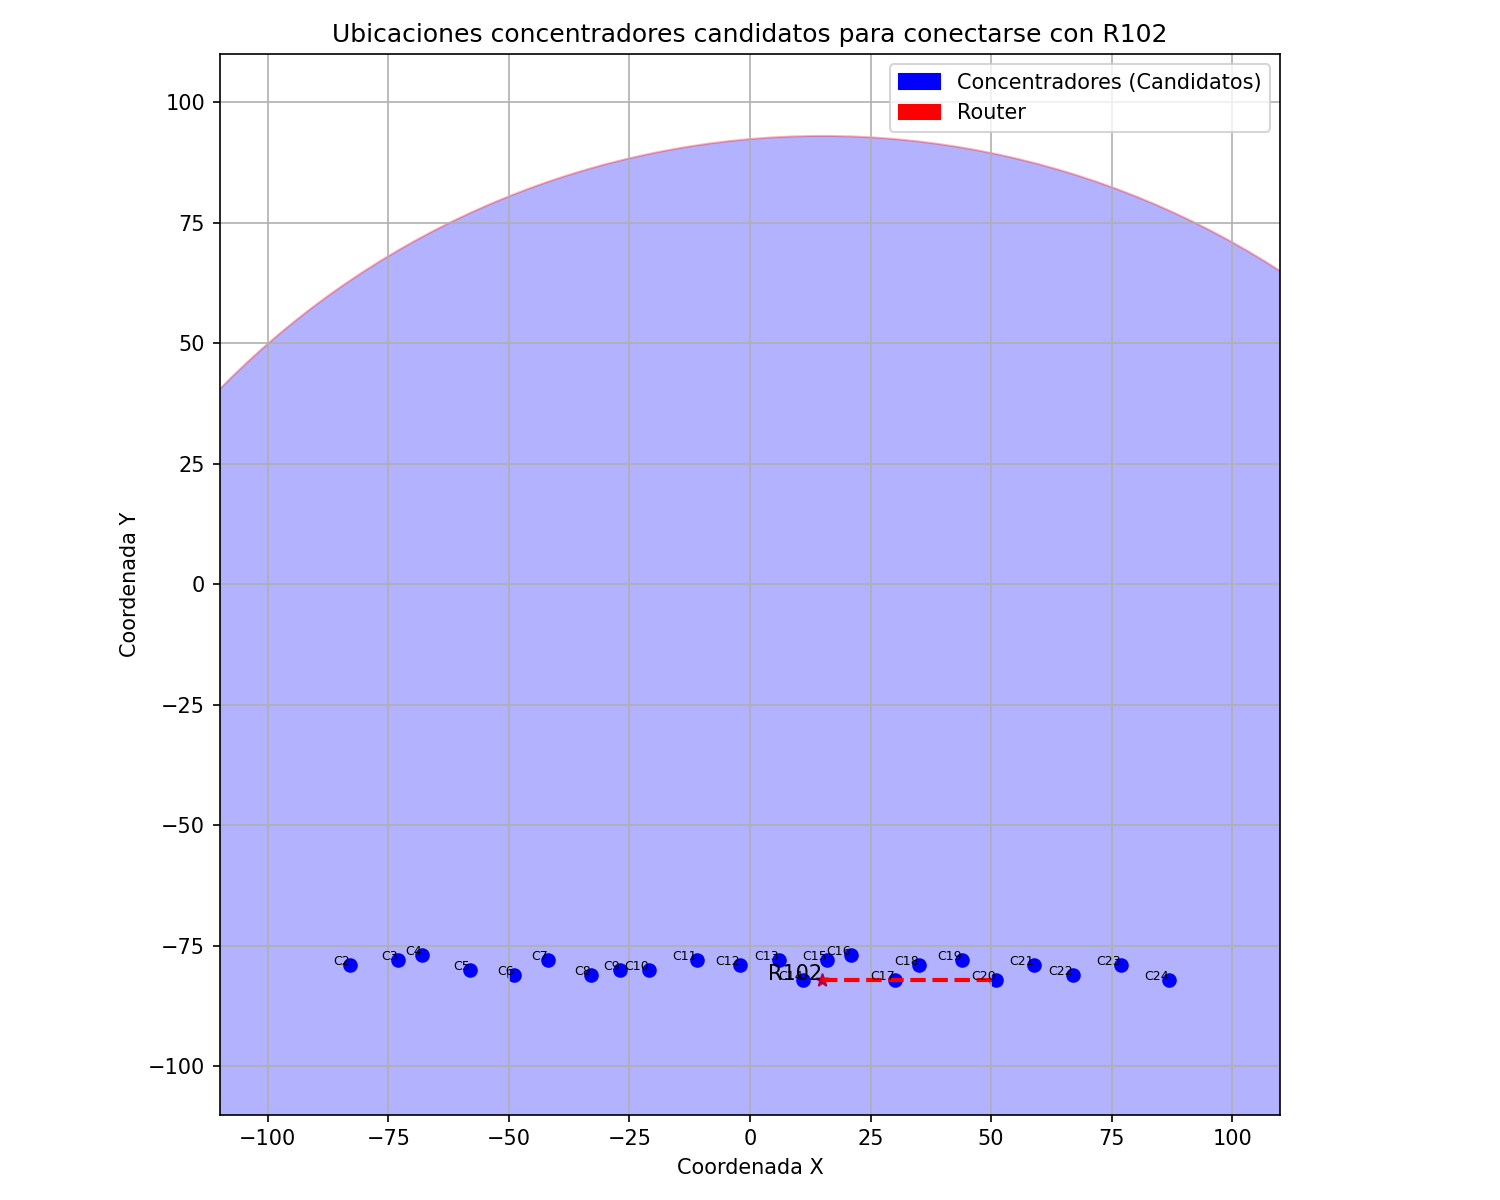 Ubicaciones concentradores candidatos para conectarse con R102
Concentradores (Candidatos)
Router
100
75
50
25
0
−25
−50
−75
−100
Coordenada Y
C2
C3
C4
C5
C6
C7
C8
C9
C10
C11
C12
C13
R102
C15
C16
C17
C18
C19
C20
C21
C22
C23
C24
−100
−75
−50
−25
0
25
50
75
100
Coordenada X